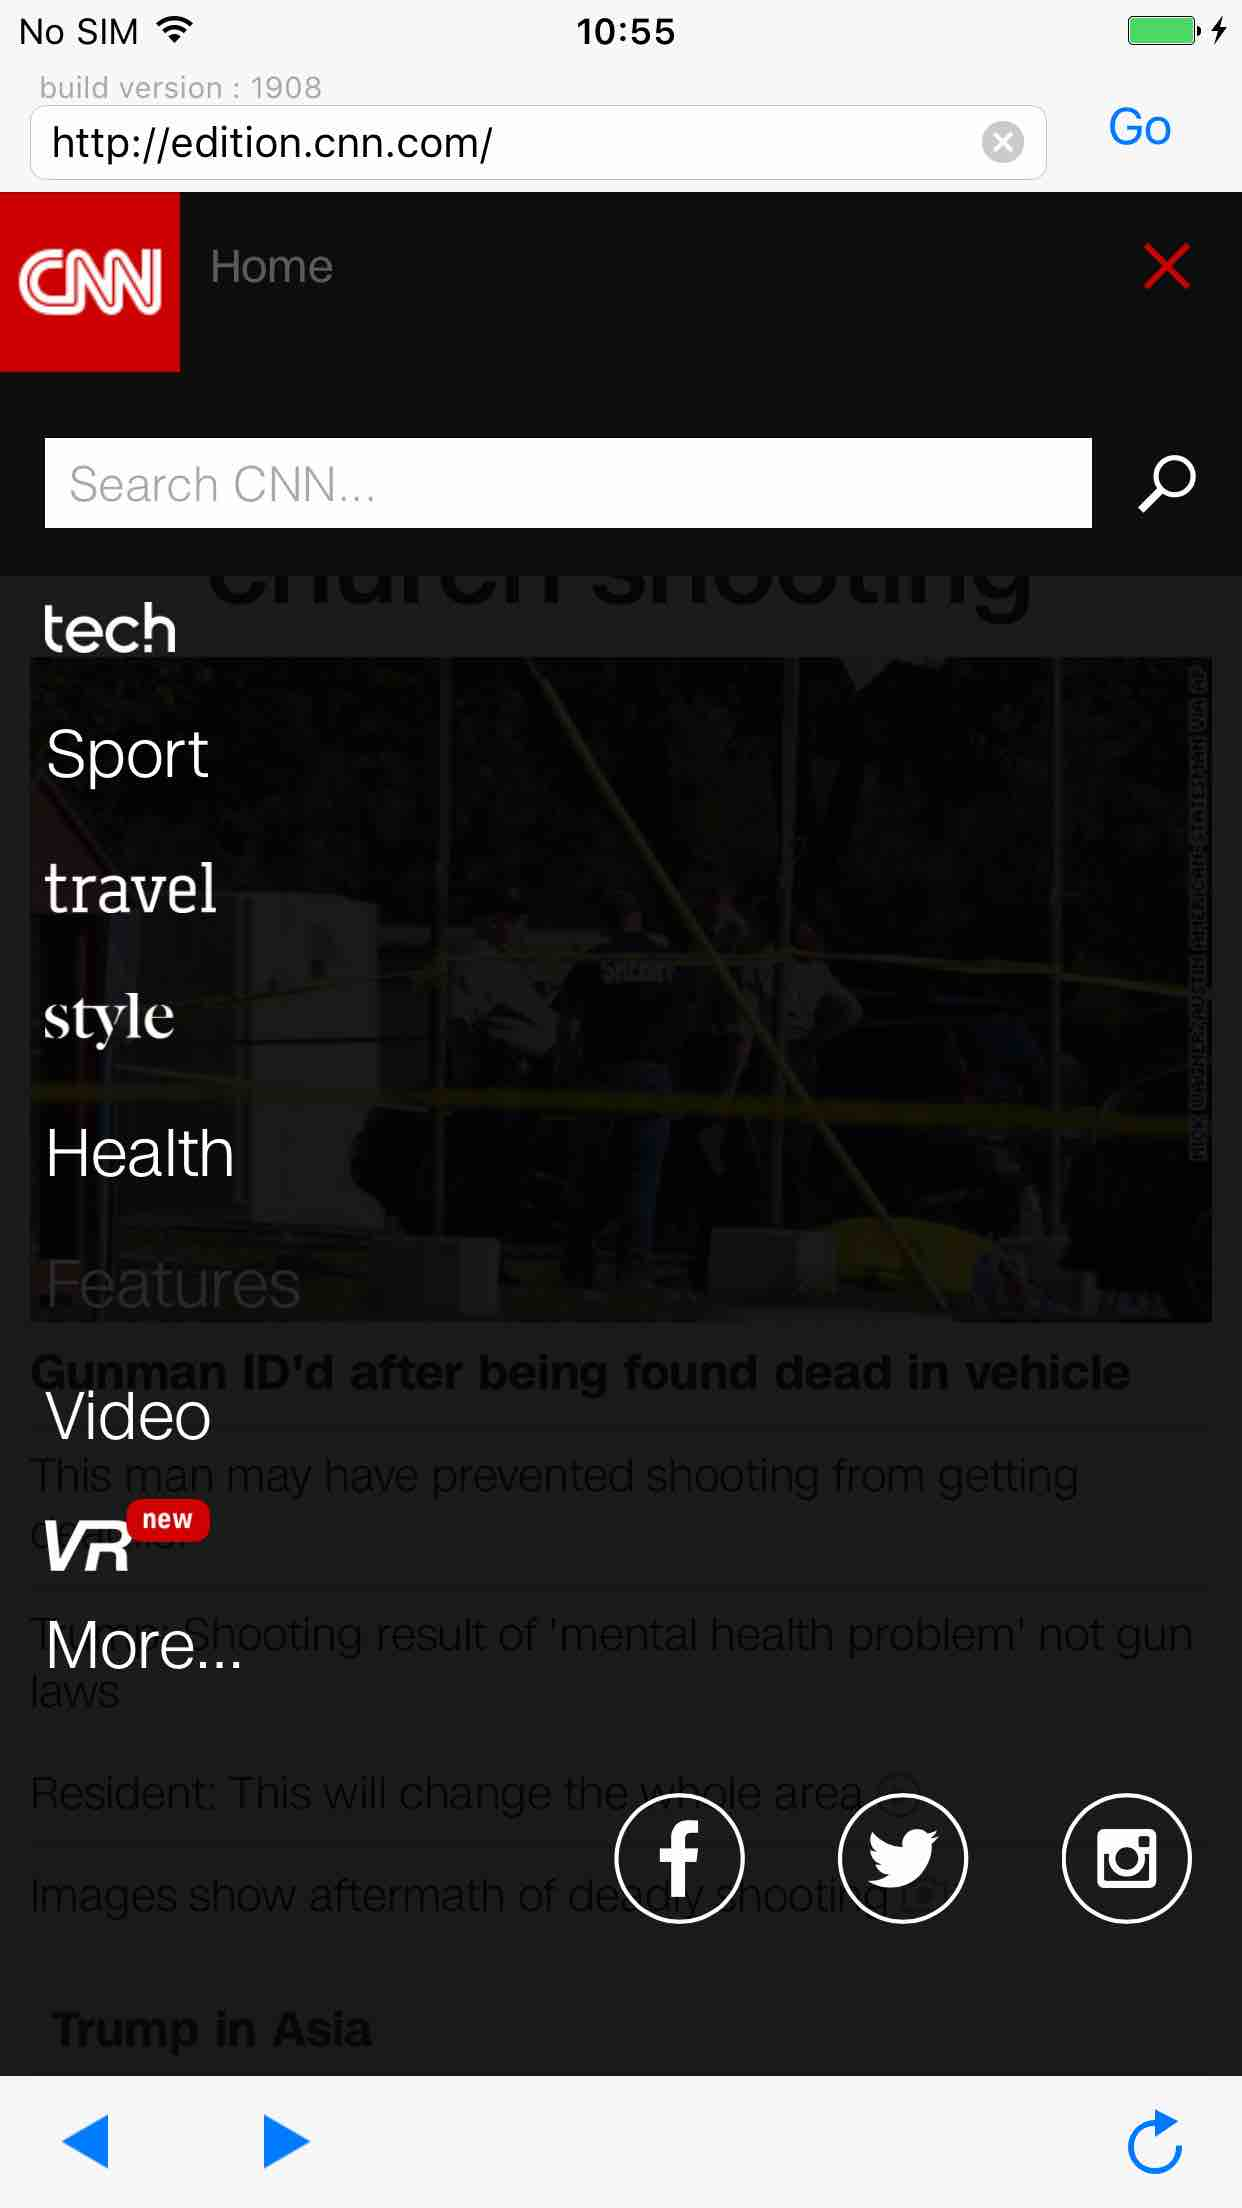 No SIM 10:55
build version : 1908
http://edition.cnn.com/
Go
CNN Home
Search CNN...
church shooting
tech
Sport
travel
SHERIFF
style
Health
Features
Gunman ID'd after being found dead in vehicle
Video
This man may have prevented shooting from getting
VR new
Shooting result of 'mental health problem' not gun
laws
More...
Resident: This will change the whole area
Images show aftermath of deadly shooting
Trump in Asia